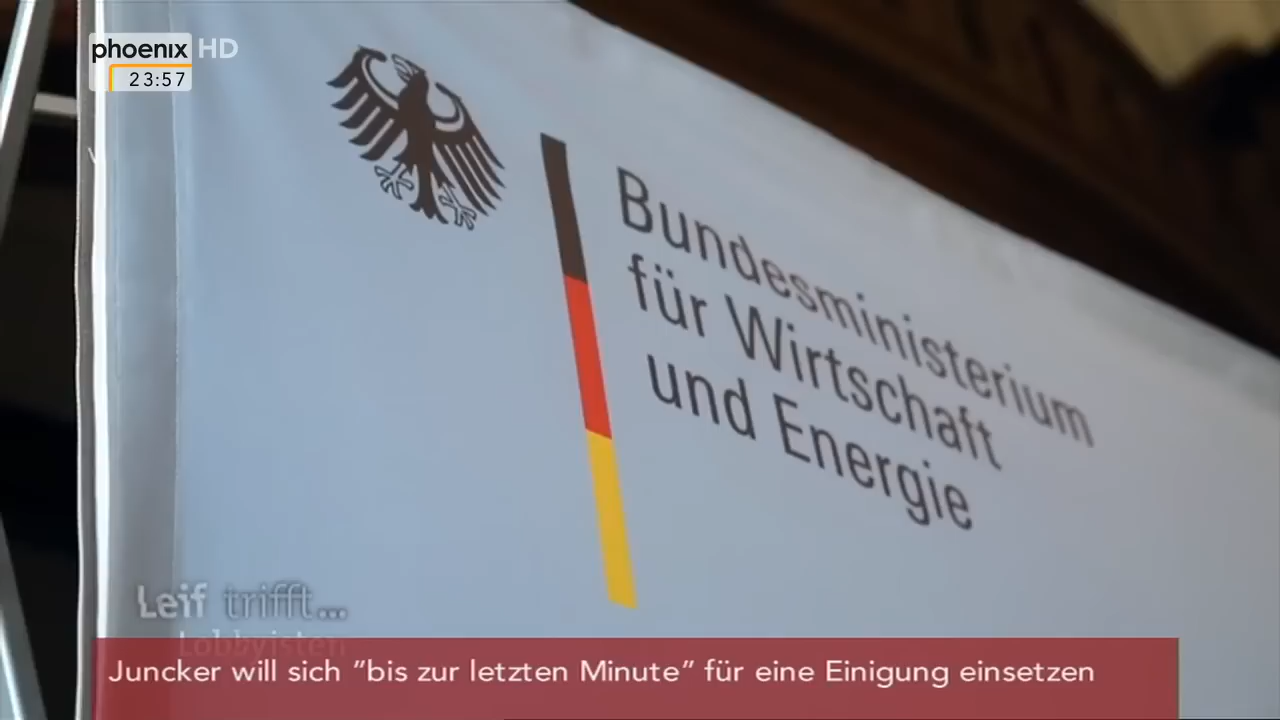 phoenix HD
23:57
Bundesministerium
für Wirtschaft
und Energie
Leif trifft...
Lobbyisten
Juncker will sich "bis zur letzten Minute" für eine Einigung einsetzen